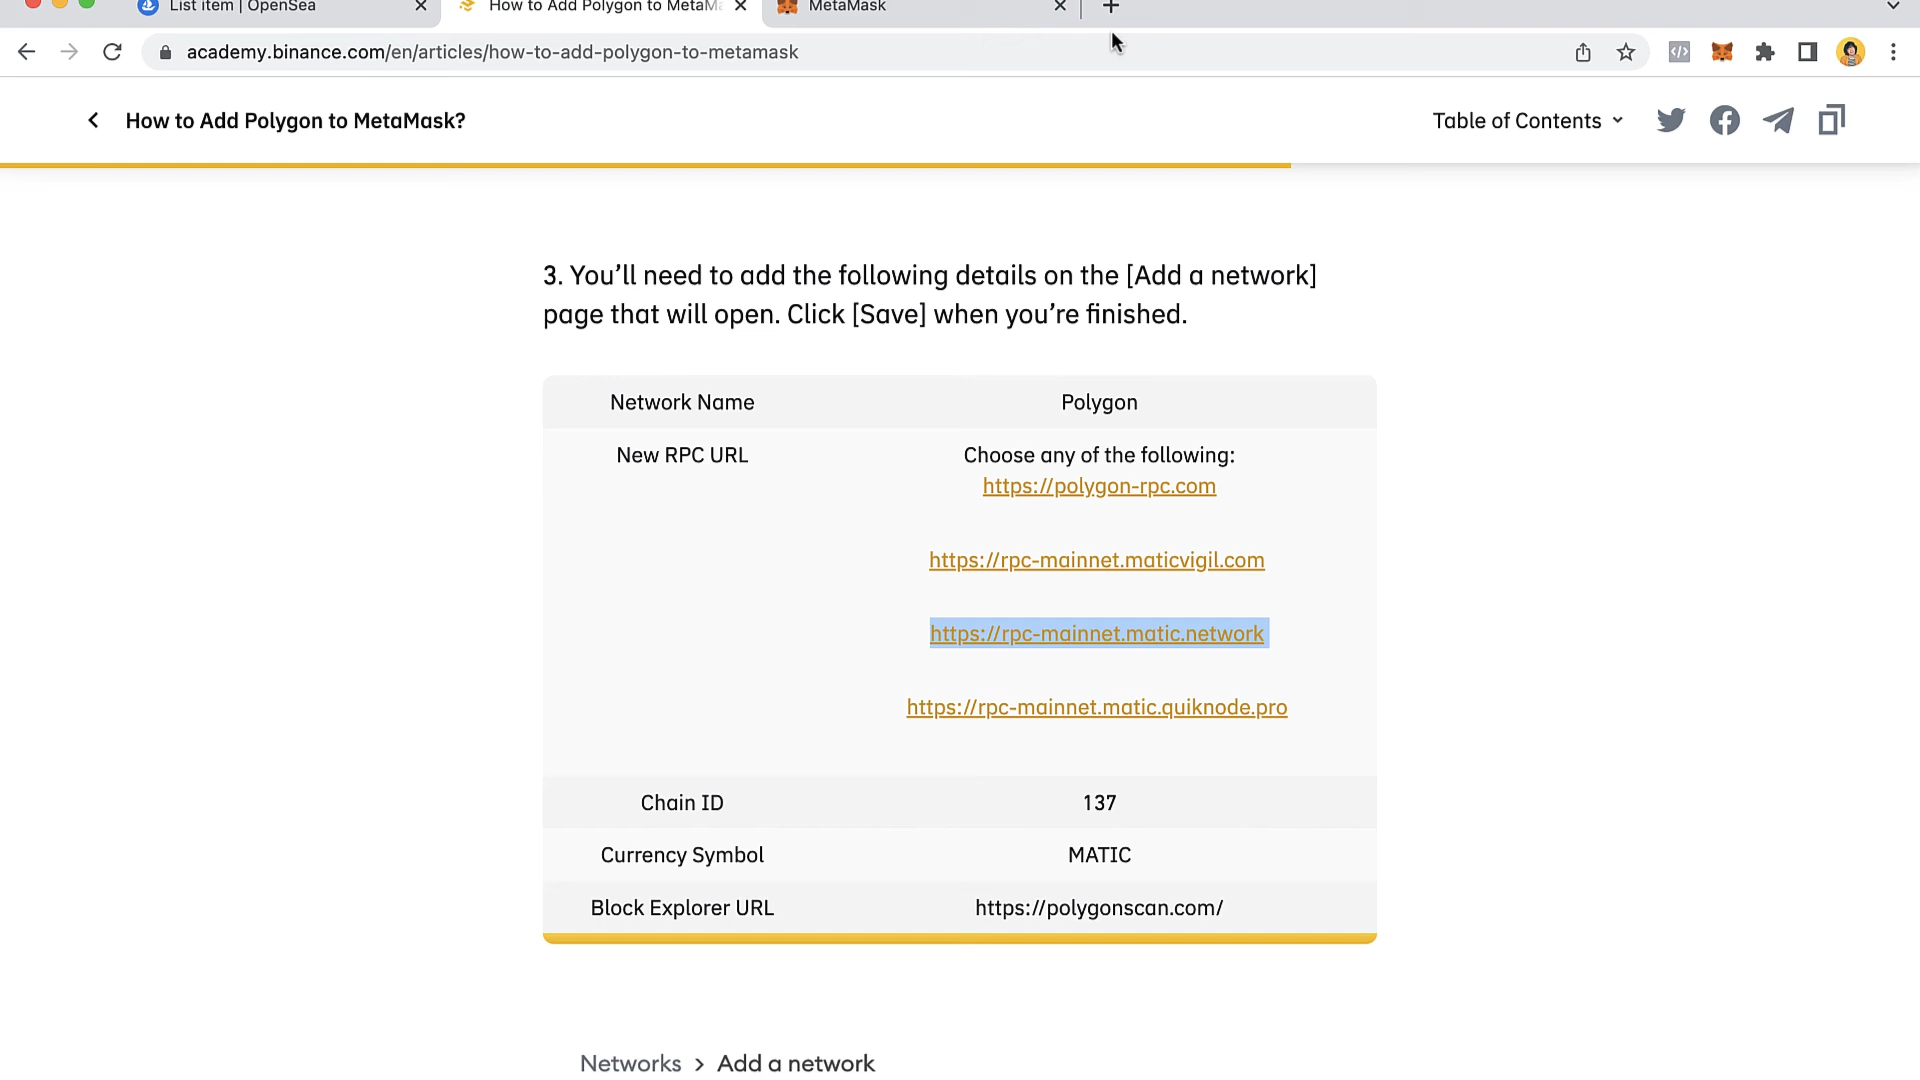 List item | OpenSea
How to Add Polygon to MetaMa
MetaMask
academy.binance.com/en/articles/how-to-add-polygon-to-metamask
How to Add Polygon to MetaMask?
Table of Contents
3. You’ll need to add the following details on the [Add a network]
page that will open. Click [Save] when you’re finished.
Network Name Polygon
New RPC URL Choose any of the following:
https://polygon-rpc.com
https://rpc-mainnet.maticvigil.com
https://rpc-mainnet.matic.network
https://rpc-mainnet.matic.quiknode.pro
Chain ID 137
Currency Symbol MATIC
Block Explorer URL https://polygonscan.com/
Networks > Add a network